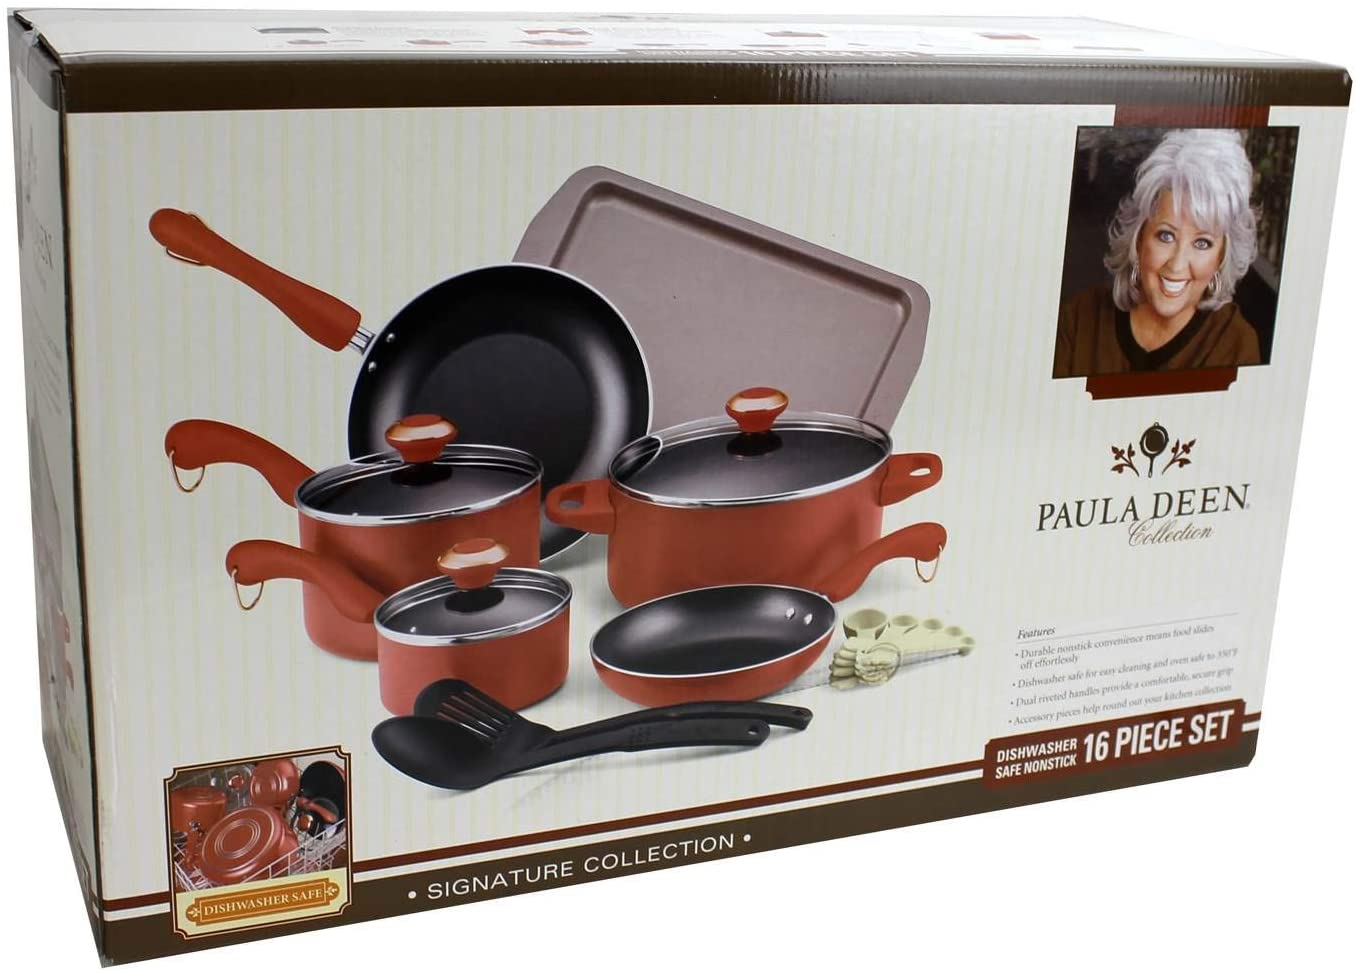 PAULA DEEN®
Collection
Features
• Durable nonstick convenience means food slides
off effortlessly
• Dishwasher safe for easy cleaning and oven safe to 350°F
• Dual riveted handles provide a comfortable, secure grip
• Accessory pieces help round out your kitchen collection
DISHWASHER
SAFE NONSTICK
16 PIECE SET
• SIGNATURE COLLECTION •
DISHWASHER SAFE